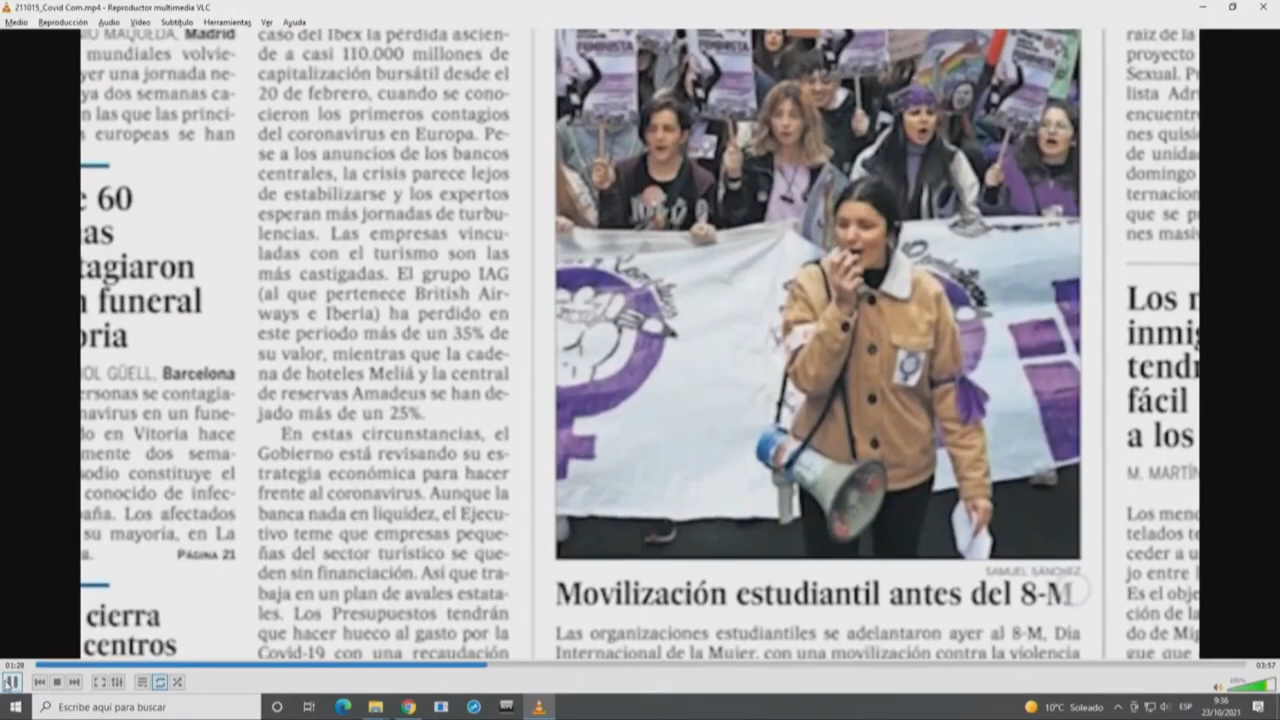 211015_Covid Com.mp4 - Reproductor multimedia VLC
Medio Reproducción Audio Vídeo Subtítulo Herramientas Ver Ayuda
MAQUEDA, Madrid
mundiales volvie-
yer una jornada ne-
ya dos semanas ca-
n las que las princi-
s europeas se han
e 60
as
tagiaron
n funeral
oria
OL GÜELL, Barcelona
ersonas se contagia-
navirus en un fune-
do en Vitoria hace
mente dos sema-
sodio constituye el
conocido de infec-
aña. Los afectados
su mayoría, en La
a. PÁGINA 21
cierra
centros
caso del Ibex la pérdida ascien-
de a casi 110.000 millones de
capitalización bursátil desde el
20 de febrero, cuando se cono-
cieron los primeros contagios
del coronavirus en Europa. Pe-
se a los anuncios de los bancos
centrales, la crisis parece lejos
de estabilizarse y los expertos
esperan más jornadas de turbu-
lencias. Las empresas vincu-
ladas con el turismo son las
más castigadas. El grupo IAG
(al que pertenece British Air-
ways e Iberia) ha perdido en
este periodo más de un 35% de
su valor, mientras que la cade-
na de hoteles Meliá y la central
de reservas Amadeus se han de-
jado más de un 25%.
En estas circunstancias, el
Gobierno está revisando su es-
trategia económica para hacer
frente al coronavirus. Aunque la
banca nada en liquidez, el Ejecu-
tivo teme que empresas peque-
ñas del sector turístico se que-
den sin financiación. Así que tra-
baja en un plan de avales estata-
les. Los Presupuestos tendrán
que hacer hueco al gasto por la
Covid-19 con una recaudación
FEMINISTA
SAMUEL SÁNCHEZ
Movilización estudiantil antes del 8-M
Las organizaciones estudiantiles se adelantaron ayer al 8-M, Día
Internacional de la Mujer, con una movilización contra la violencia
raíz de la
proyecto
Sexual. P
lista Adri
encuentr
nes quisi
de unida
domingo
ternacion
que se p
nes masi
Los
inmig
tend
fácil
a los
M. MARTÍN
Los meno
telados t
ceder a u
jo entre
Es el obje
ción de la
do de Mig
gue que
01:28
03:57
100%
Escribe aquí para buscar
10°C Soleado
ESP
9:36
23/10/2021